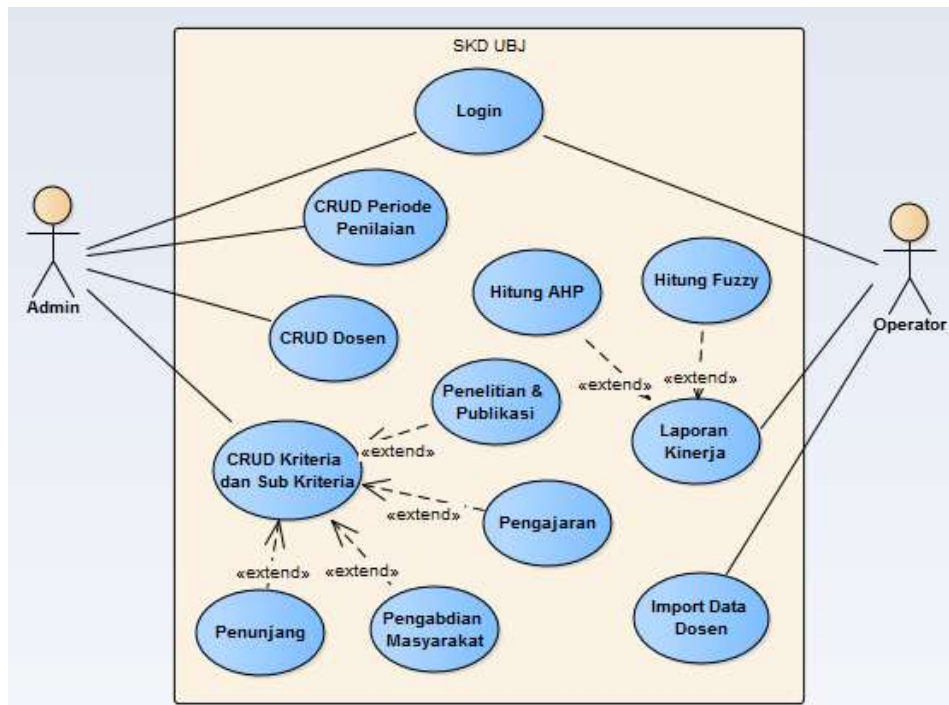 SKD UBJ
Login
CRUD Periode
Penilaian
Hitung AHP
Hitung Fuzzy
Admin
Operator
CRUD Dosen
«extend»
«extend»
Penelitian &
Publikasi
Laporan
Kinerja
«extend»
CRUD Kriteria
dan Sub Kriteria
«extend»
Pengajaran
«extend»
«extend»
Penunjang
Pengabdian
Masyarakat
Import Data
Dosen